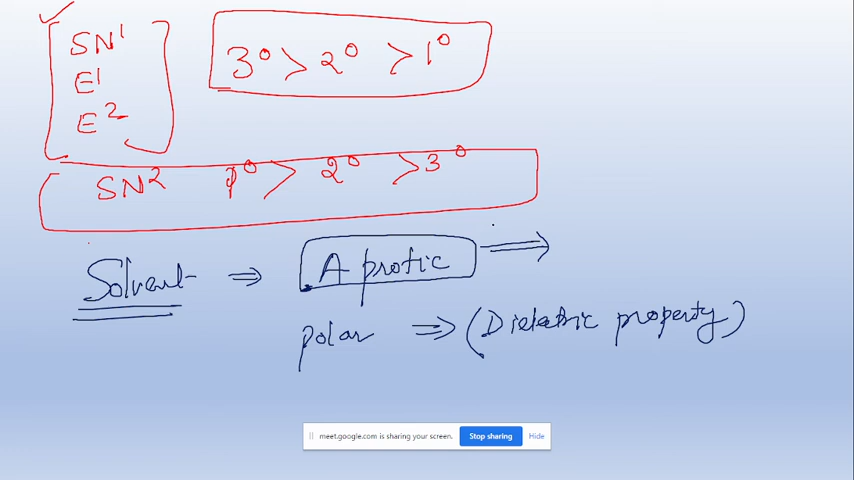 SN1
E1
E2
3° > 2° > 1°
SN2 1° > 2° > 3°
Solvent ⇒ Aprotic ⇒
polar ⇒ (Dielectric property)
meet.google.com is sharing your screen. Stop sharing Hide